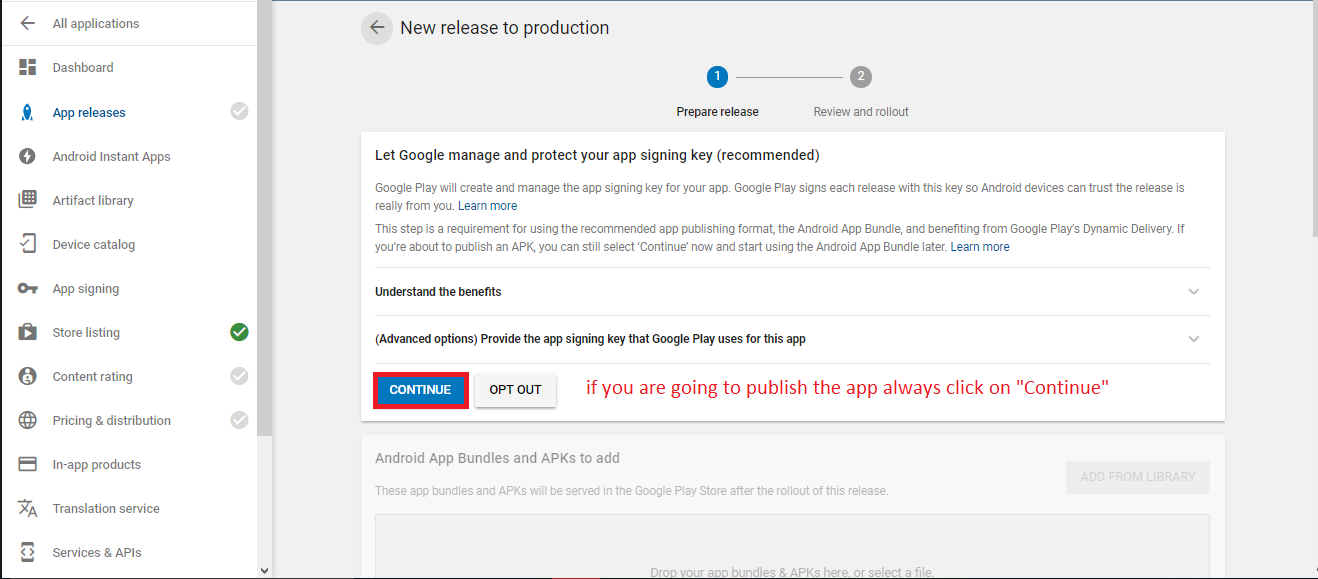 All applications
Dashboard
App releases
Android Instant Apps
Artifact library
Device catalog
App signing
Store listing
Content rating
Pricing & distribution
In-app products
Translation service
Services & APIs
New release to production
1
2
Prepare release
Review and rollout
Let Google manage and protect your app signing key (recommended)
Google Play will create and manage the app signing key for your app. Google Play signs each release with this key so Android devices can trust the release is
really from you. Learn more
This step is a requirement for using the recommended app publishing format, the Android App Bundle, and benefiting from Google Play's Dynamic Delivery. If
you're about to publish an APK, you can still select 'Continue' now and start using the Android App Bundle later. Learn more
Understand the benefits
(Advanced options) Provide the app signing key that Google Play uses for this app
CONTINUE
OPT OUT
if you are going to publish the app always click on "Continue"
Android App Bundles and APKs to add
ADD FROM LIBRARY
These app bundles and APKs will be served in the Google Play Store after the rollout of this release.
Drop your app bundles & APKs here, or select a file.